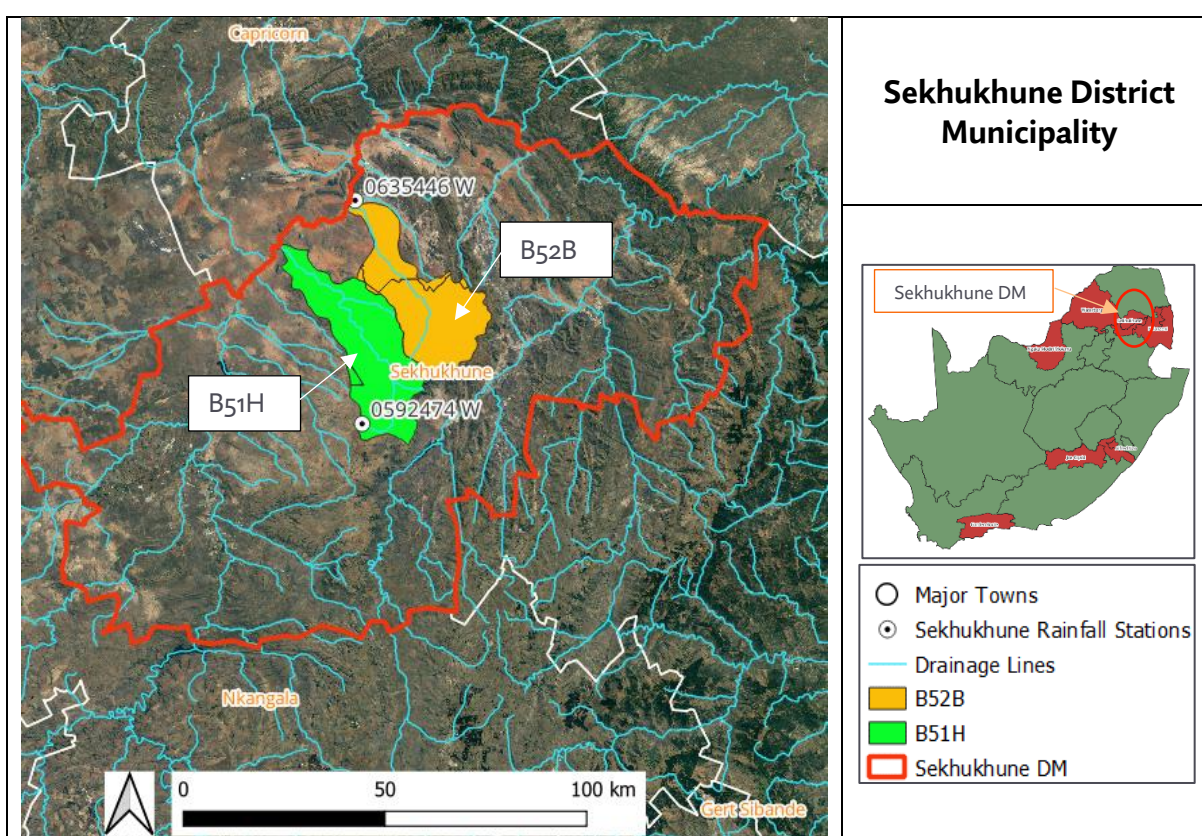 Capricorn
0635446 W
B52B
Sekhukhune
B51H
0592474 W
Nkangala
0 50 100 km
Gert Sibande
Sekhukhune District
Municipality
Sekhukhune DM
Major Towns
Sekhukhune Rainfall Stations
Drainage Lines
B52B
B51H
Sekhukhune DM